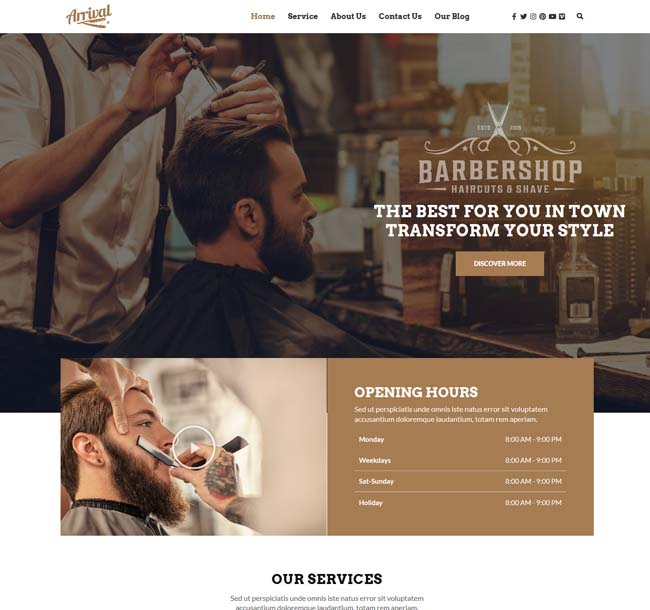 Arrival
Home Service About Us Contact Us Our Blog
ESTD 2019
BARBERSHOP
HAIRCUTS & SHAVE
THE BEST FOR YOU IN TOWN
TRANSFORM YOUR STYLE
DISCOVER MORE
OPENING HOURS
Sed ut perspiciatis unde omnis iste natus error sit voluptatem
accusantium doloremque laudantium, totam rem aperiam.
Monday 8:00 AM - 9:00 PM
Weekdays 8:00 AM - 9:00 PM
Sat-Sunday 8:00 AM - 9:00 PM
Holiday 8:00 AM - 9:00 PM
OUR SERVICES
Sed ut perspiciatis unde omnis iste natus error sit voluptatem
accusantium doloremque laudantium, totam rem aperiam.